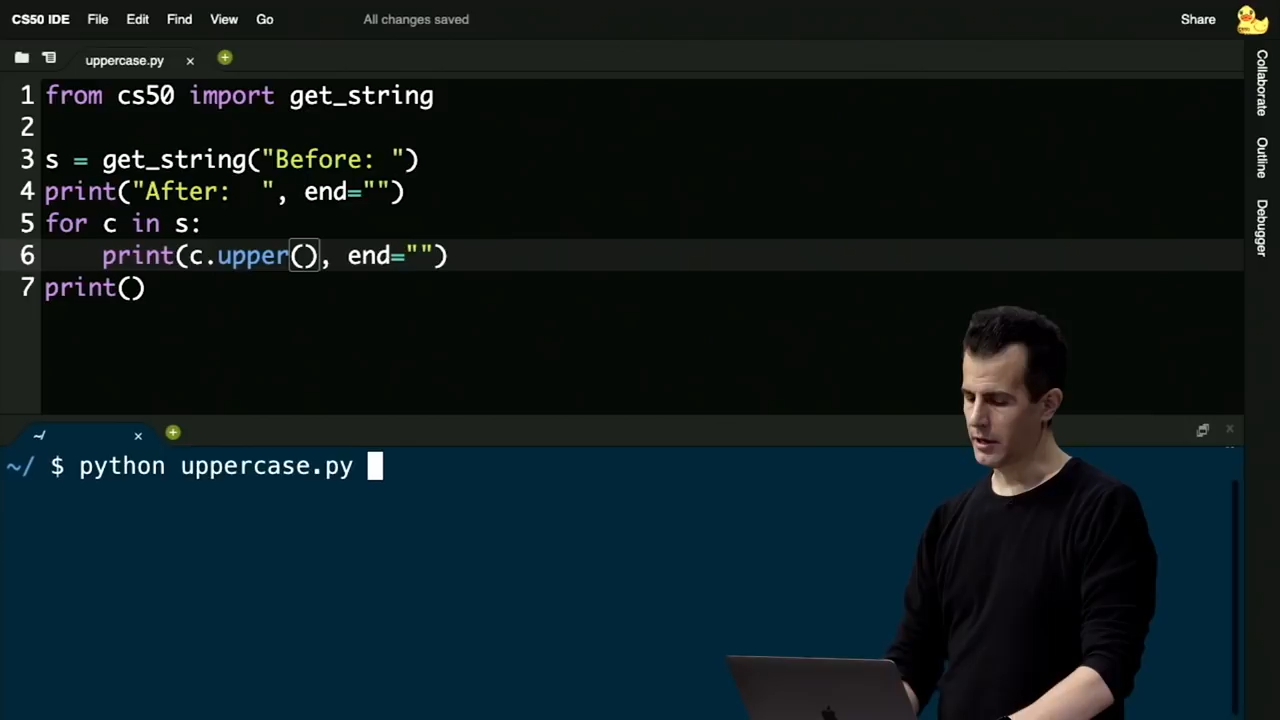 CS50 IDE File Edit Find View Go All changes saved Share
uppercase.py × +
1 from cs50 import get_string
2
3 s = get_string("Before: ")
4 print("After:  ", end="")
5 for c in s:
6     print(c.upper(), end="")
7 print()
Collaborate
Outline
Debugger
~/ $ python uppercase.py